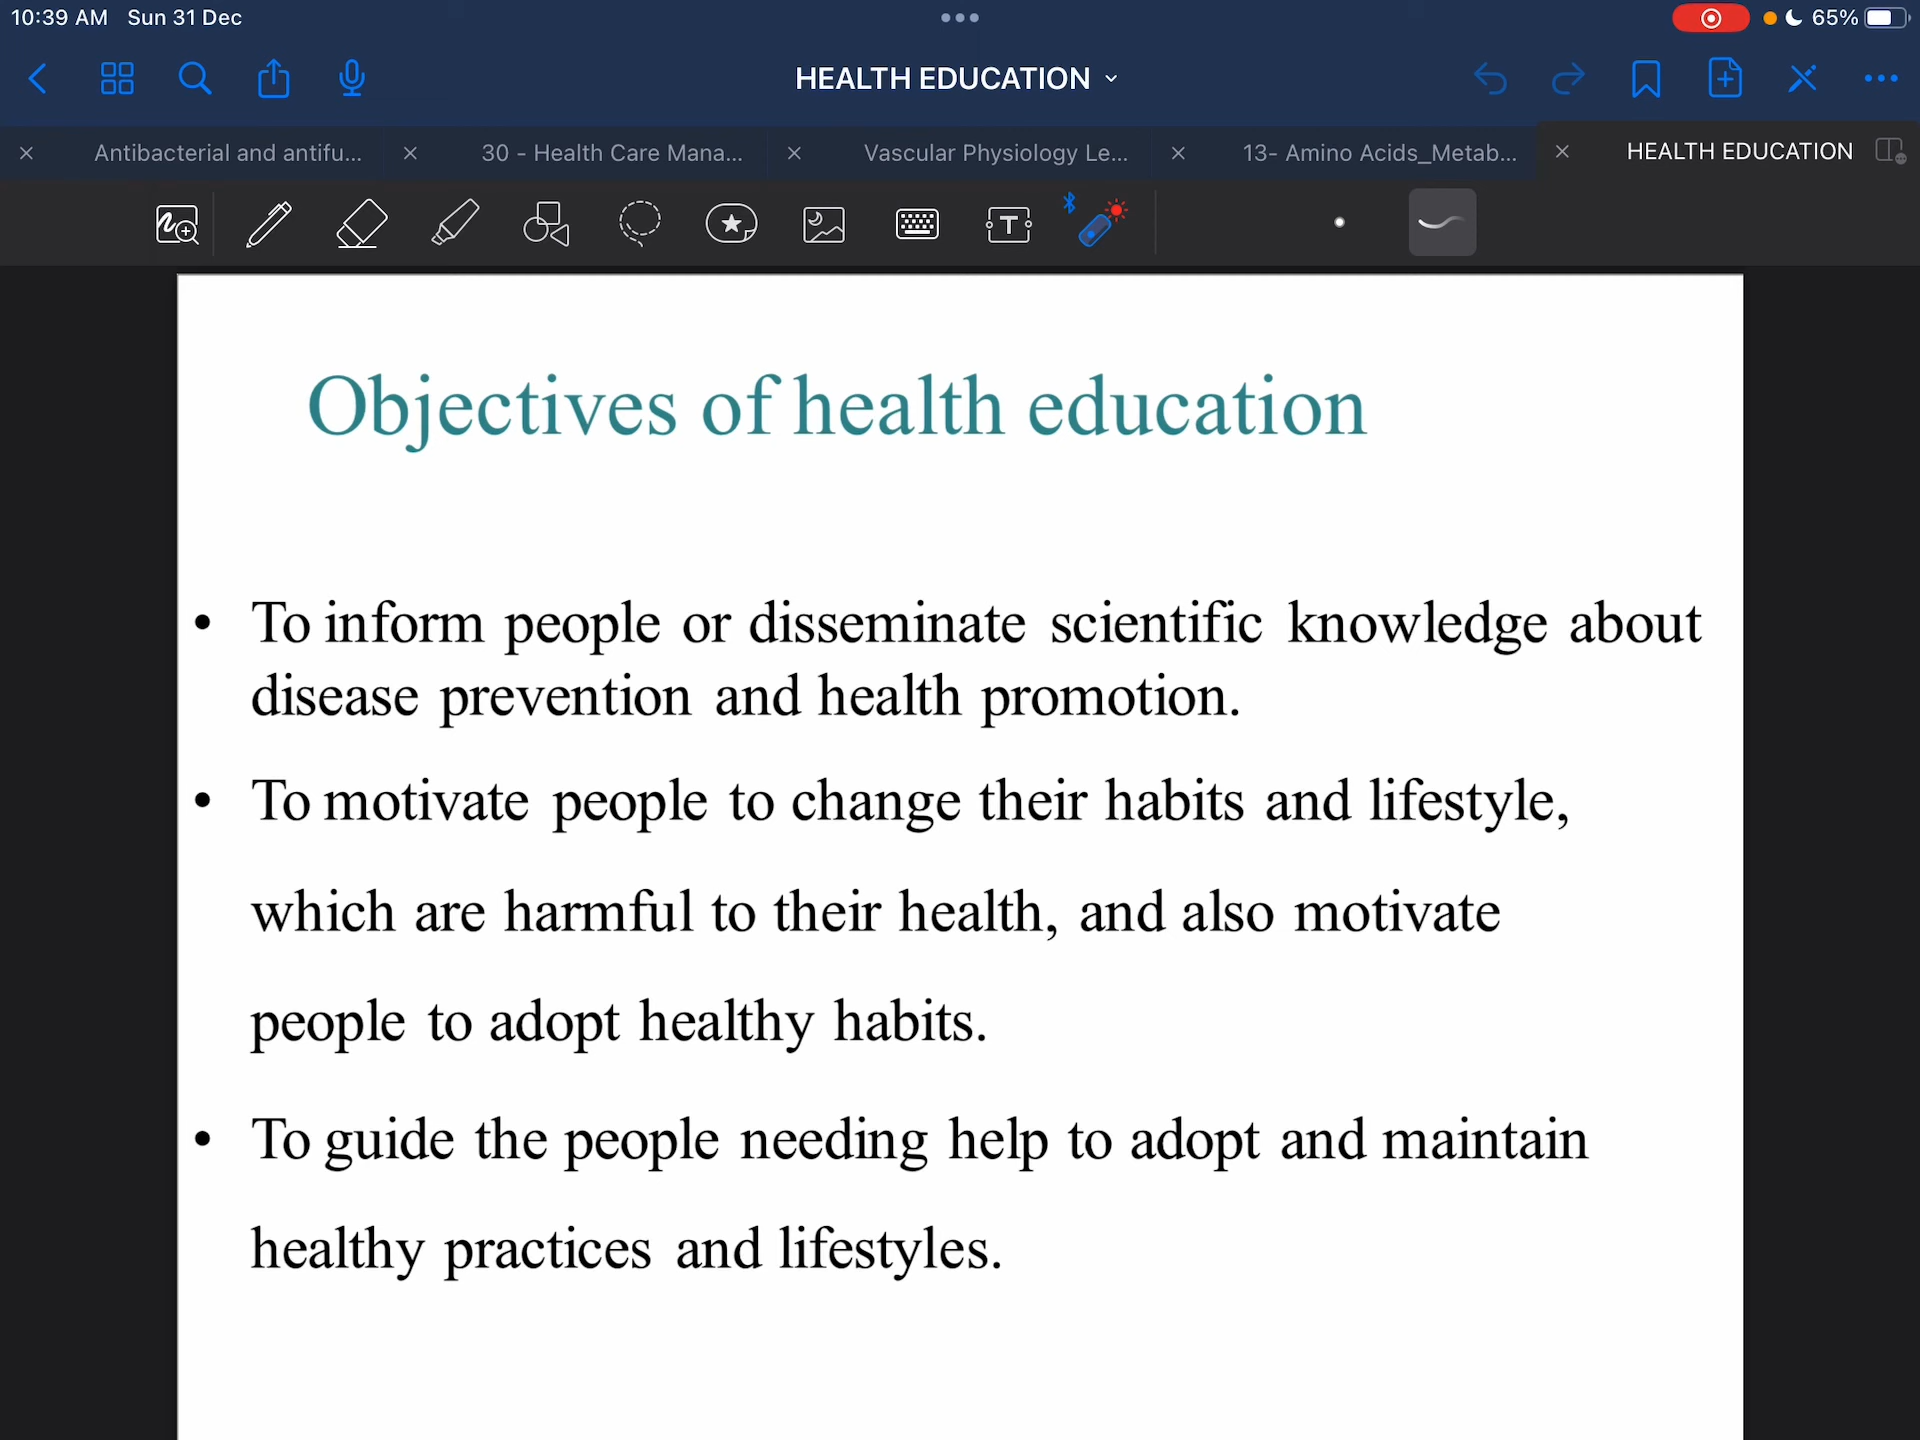 10:39 AM Sun 31 Dec
65%
HEALTH EDUCATION
Antibacterial and antifu...
30 - Health Care Mana...
Vascular Physiology Le...
13- Amino Acids_Metab...
HEALTH EDUCATION
T
Objectives of health education
• To inform people or disseminate scientific knowledge about
disease prevention and health promotion.
• To motivate people to change their habits and lifestyle,
which are harmful to their health, and also motivate
people to adopt healthy habits.
• To guide the people needing help to adopt and maintain
healthy practices and lifestyles.